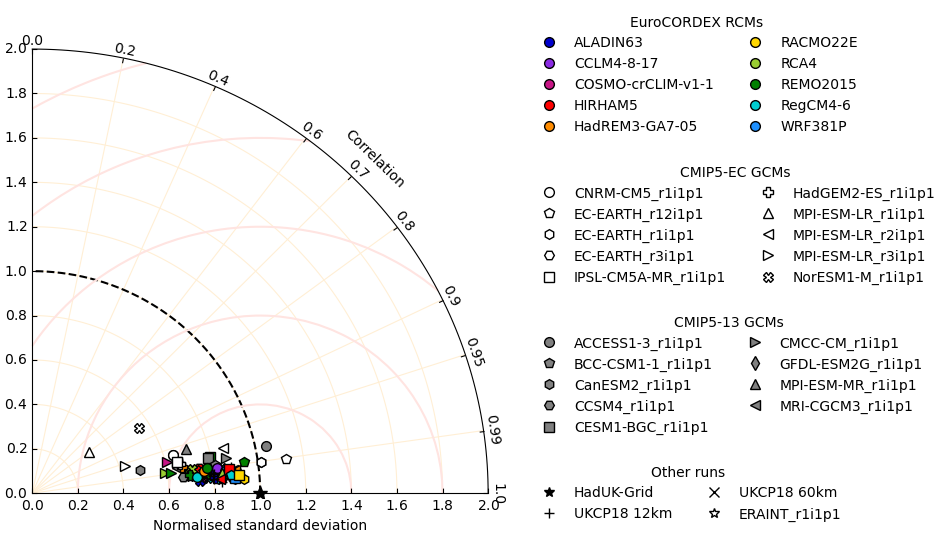 0.0
0.2
0.4
0.6
Correlation
0.7
0.8
0.9
0.95
0.99
1.0
2.0
1.8
1.6
1.4
1.2
1.0
0.8
0.6
0.4
0.2
0.0
0.0 0.2 0.4 0.6 0.8 1.0 1.2 1.4 1.6 1.8 2.0
Normalised standard deviation
EuroCORDEX RCMs
ALADIN63 RACMO22E
CCLM4-8-17 RCA4
COSMO-crCLIM-v1-1 REMO2015
HIRHAM5 RegCM4-6
HadREM3-GA7-05 WRF381P
CMIP5-EC GCMs
CNRM-CM5_r1i1p1 HadGEM2-ES_r1i1p1
EC-EARTH_r12i1p1 MPI-ESM-LR_r1i1p1
EC-EARTH_r1i1p1 MPI-ESM-LR_r2i1p1
EC-EARTH_r3i1p1 MPI-ESM-LR_r3i1p1
IPSL-CM5A-MR_r1i1p1 NorESM1-M_r1i1p1
CMIP5-13 GCMs
ACCESS1-3_r1i1p1 CMCC-CM_r1i1p1
BCC-CSM1-1_r1i1p1 GFDL-ESM2G_r1i1p1
CanESM2_r1i1p1 MPI-ESM-MR_r1i1p1
CCSM4_r1i1p1 MRI-CGCM3_r1i1p1
CESM1-BGC_r1i1p1
Other runs
HadUK-Grid UKCP18 60km
UKCP18 12km ERAINT_r1i1p1